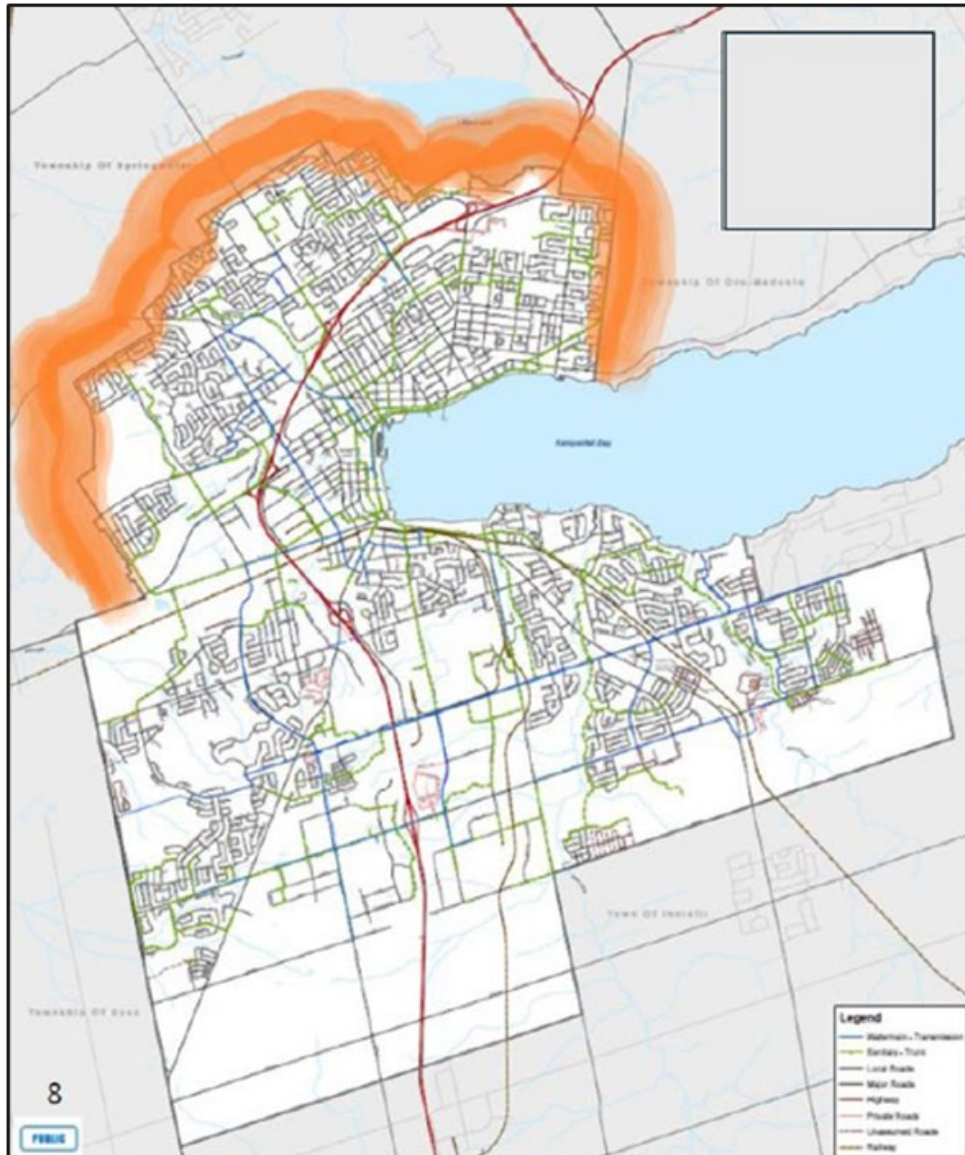 Township Of Springwater
Township Of Oro-Medonte
Kempenfelt Bay
Town Of Innisfil
Township Of Essa
Legend
Watermain - Transmission
Sanitary - Trunk
Local Roads
Major Roads
Highway
Private Roads
Unassumed Roads
Railway
8
PUBLIC